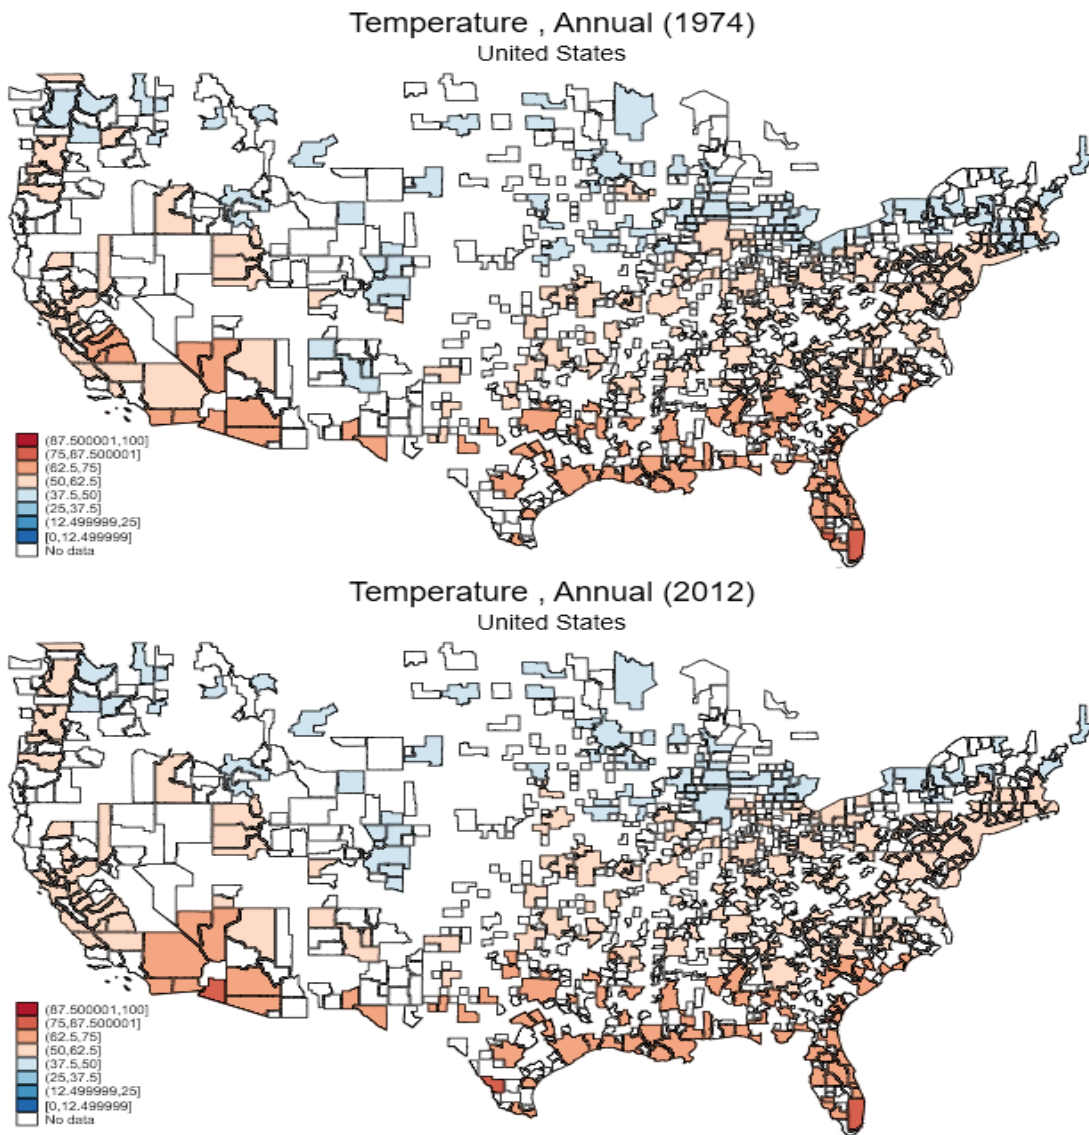 Temperature , Annual (1974)
United States
(87.500001,100]
(75,87.500001]
(62.5,75]
(50,62.5]
(37.5,50]
(25,37.5]
(12.499999,25]
[0,12.499999]
No data
Temperature , Annual (2012)
United States
(87.500001,100]
(75,87.500001]
(62.5,75]
(50,62.5]
(37.5,50]
(25,37.5]
(12.499999,25]
[0,12.499999]
No data